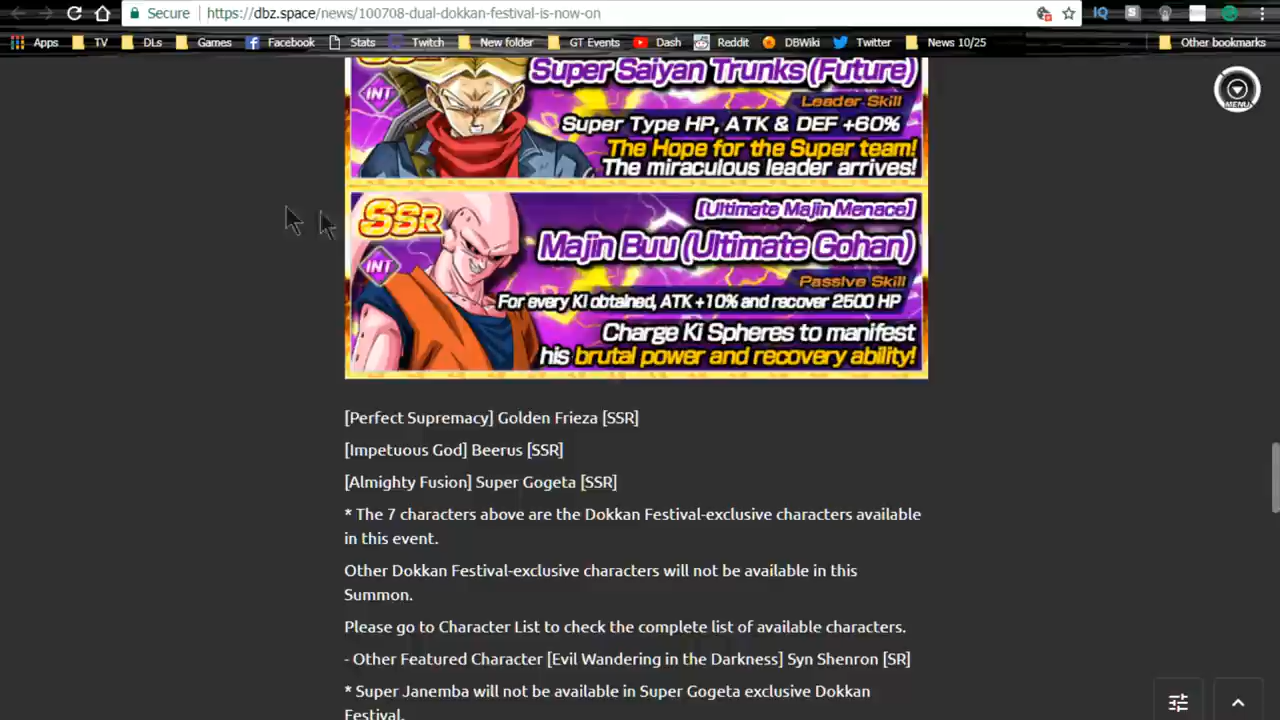 Secure https://dbz.space/news/100708-dual-dokkan-festival-is-now-on
Apps TV DLs Games Facebook Stats Twitch New folder GT Events Dash Reddit DBWiki Twitter News 10/25 Other bookmarks
MENU
Super Saiyan Trunks (Future)
INT
Leader Skill
Super Type HP, ATK & DEF +60%
The Hope for the Super team!
The miraculous leader arrives!
SSR
[Ultimate Majin Menace]
Majin Buu (Ultimate Gohan)
INT
Passive Skill
For every Ki obtained, ATK +10% and recover 2500 HP
Charge Ki Spheres to manifest
his brutal power and recovery ability!
[Perfect Supremacy] Golden Frieza [SSR]
[Impetuous God] Beerus [SSR]
[Almighty Fusion] Super Gogeta [SSR]
* The 7 characters above are the Dokkan Festival-exclusive characters available
in this event.
Other Dokkan Festival-exclusive characters will not be available in this
Summon.
Please go to Character List to check the complete list of available characters.
- Other Featured Character [Evil Wandering in the Darkness] Syn Shenron [SR]
* Super Janemba will not be available in Super Gogeta exclusive Dokkan
Festival.